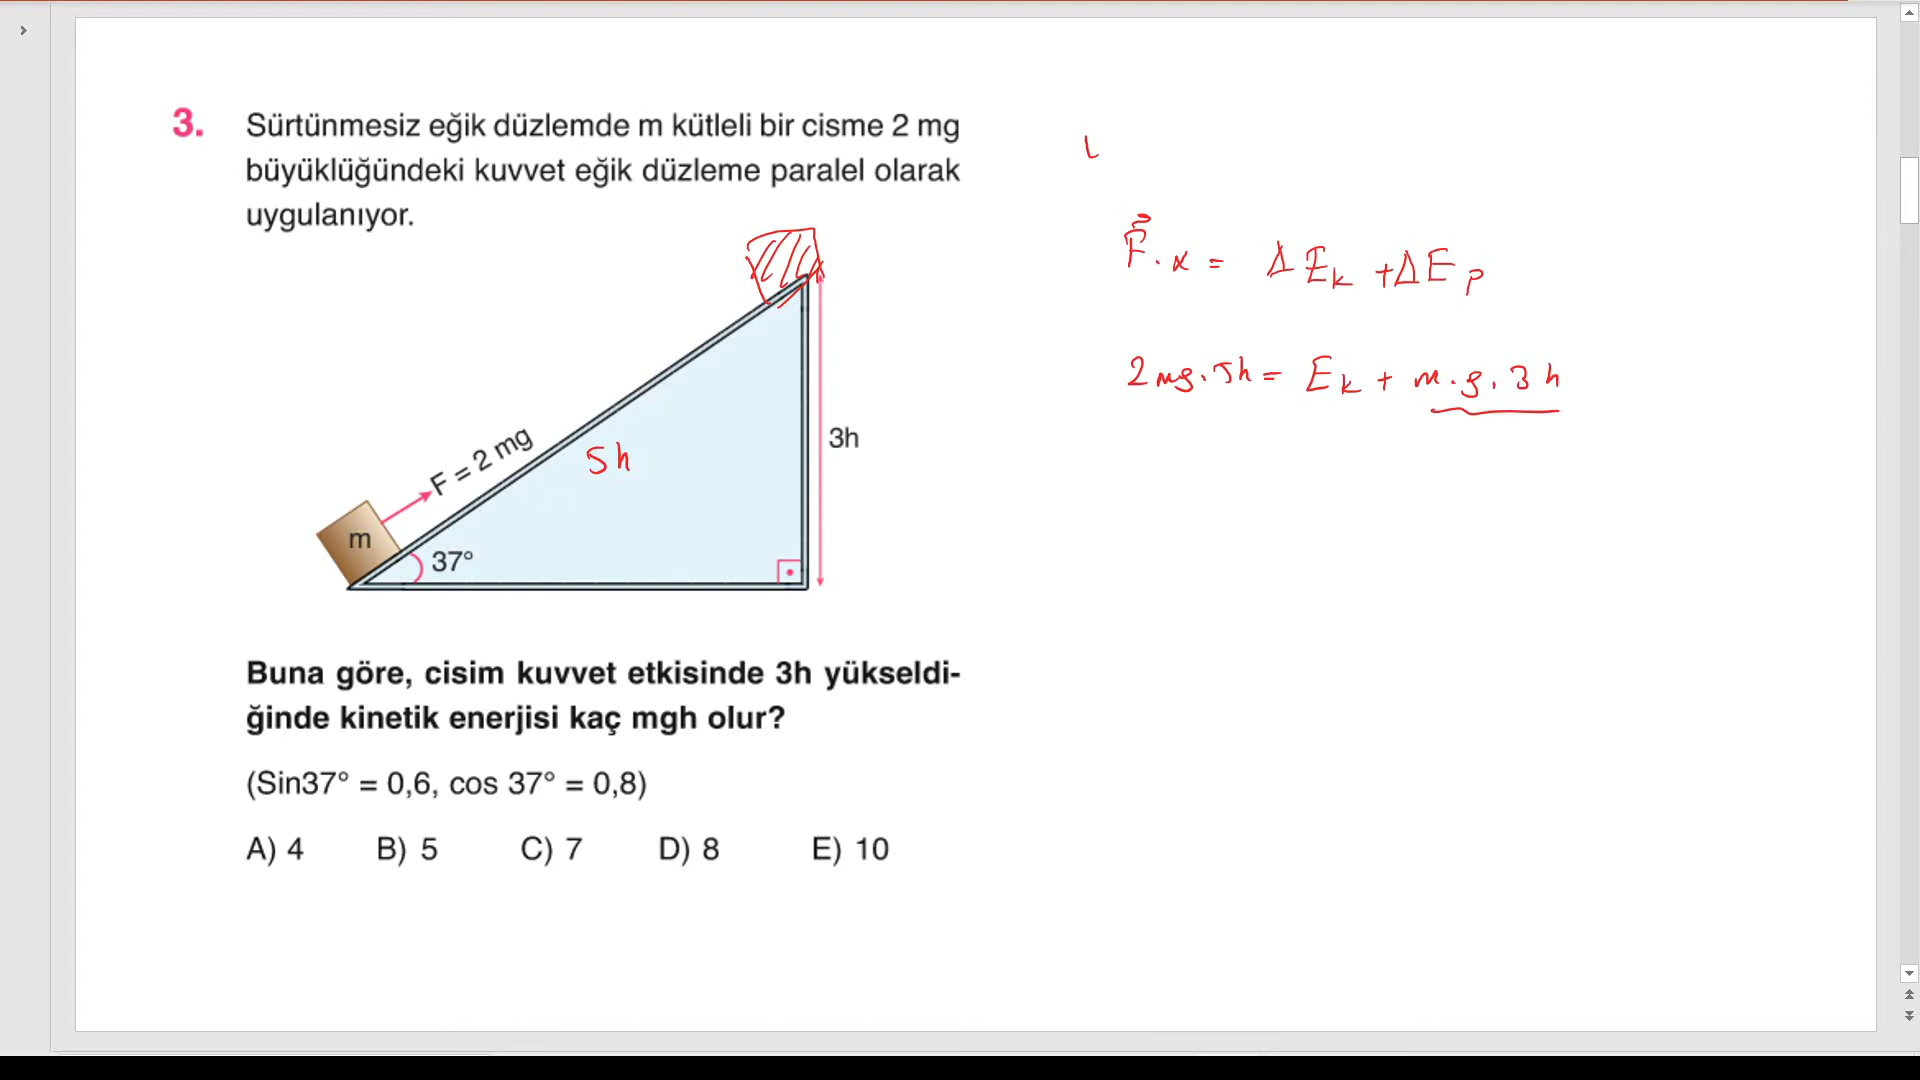 3. Sürtünmesiz eğik düzlemde m kütleli bir cisme 2 mg
büyüklüğündeki kuvvet eğik düzleme paralel olarak
uygulanıyor.
F = 2 mg
m
37°
5h
3h
Buna göre, cisim kuvvet etkisinde 3h yükseldi-
ğinde kinetik enerjisi kaç mgh olur?
(Sin37° = 0,6, cos 37° = 0,8)
A) 4 B) 5 C) 7 D) 8 E) 10
F⃗ . x = ΔEk + ΔEp
2mg.5h = Ek + m.g.3h